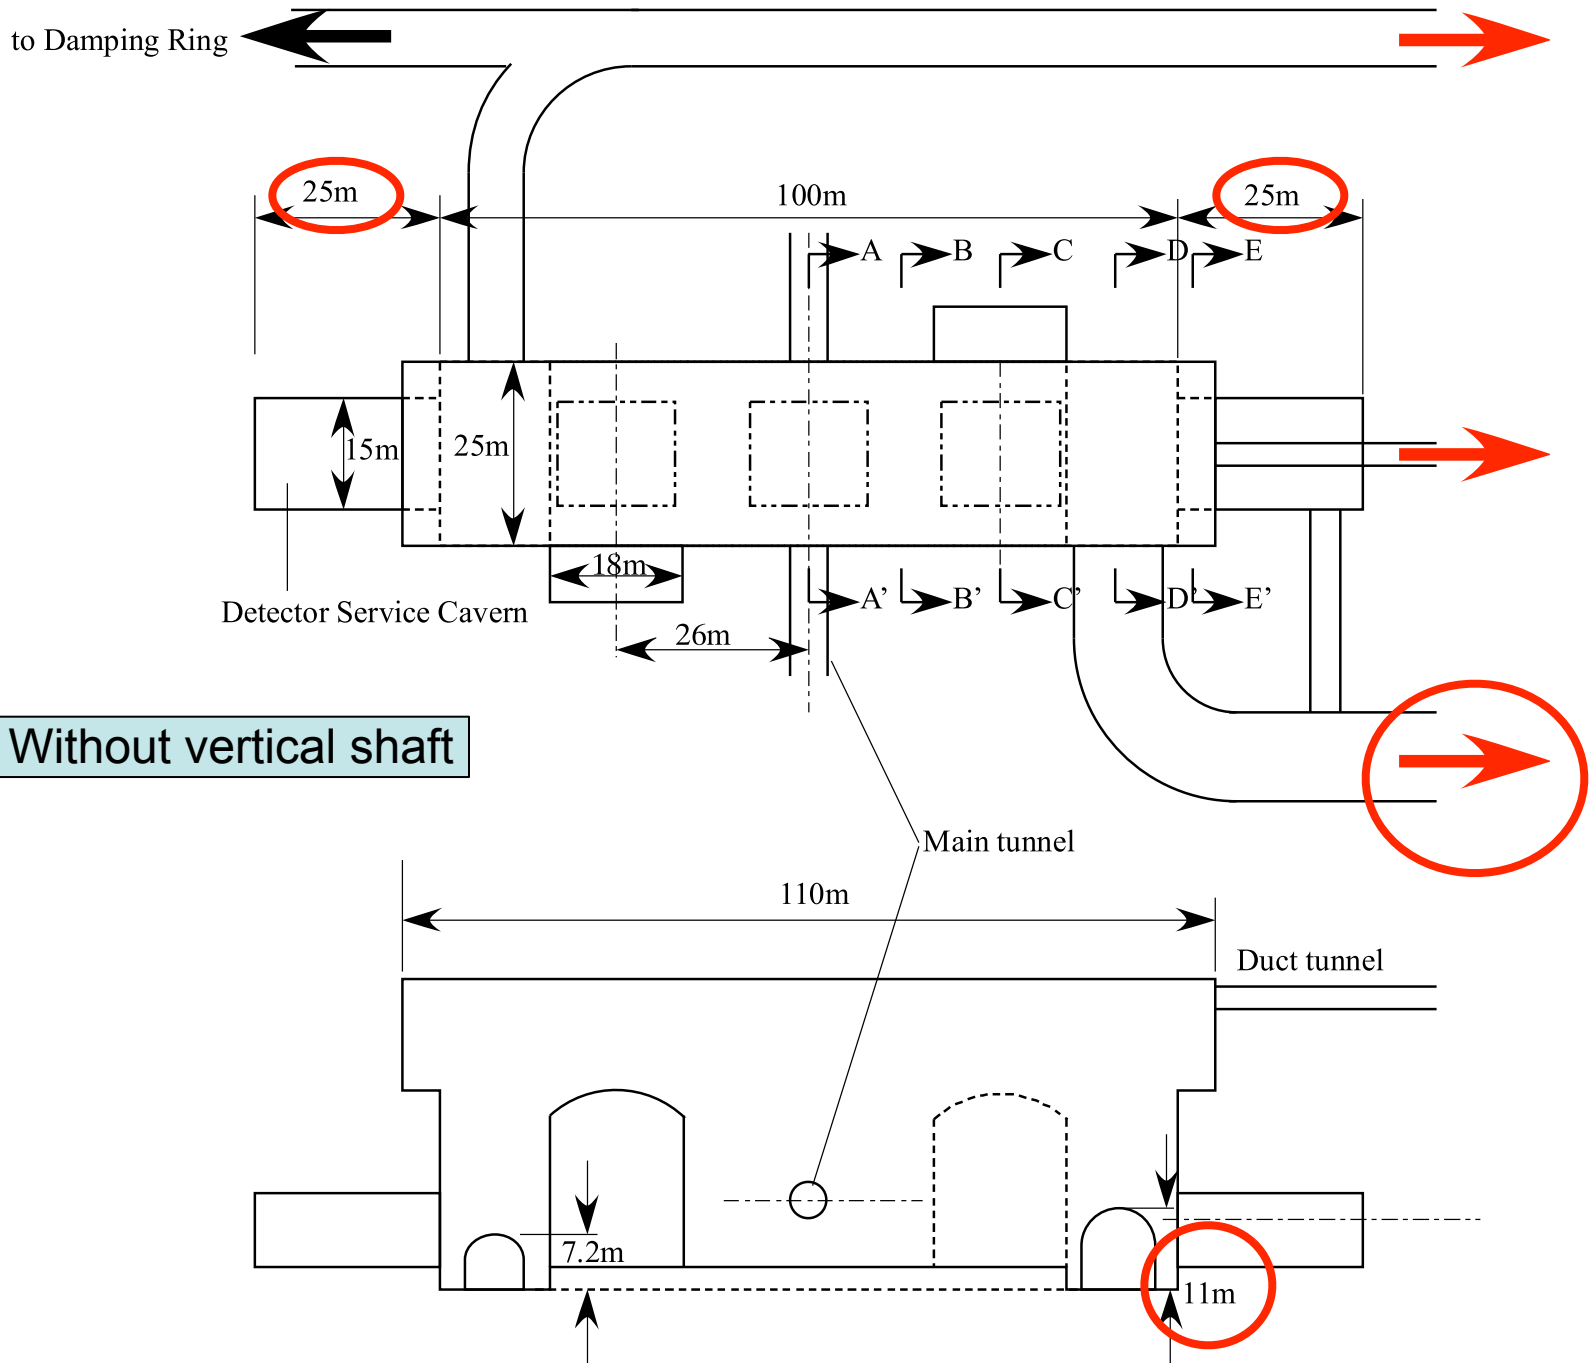 to Damping Ring
25m
100m
25m
A
B
C
D
E
15m
25m
18m
Detector Service Cavern
A’
B’
C’
D’
E’
26m
Without vertical shaft
Main tunnel
110m
Duct tunnel
7.2m
11m